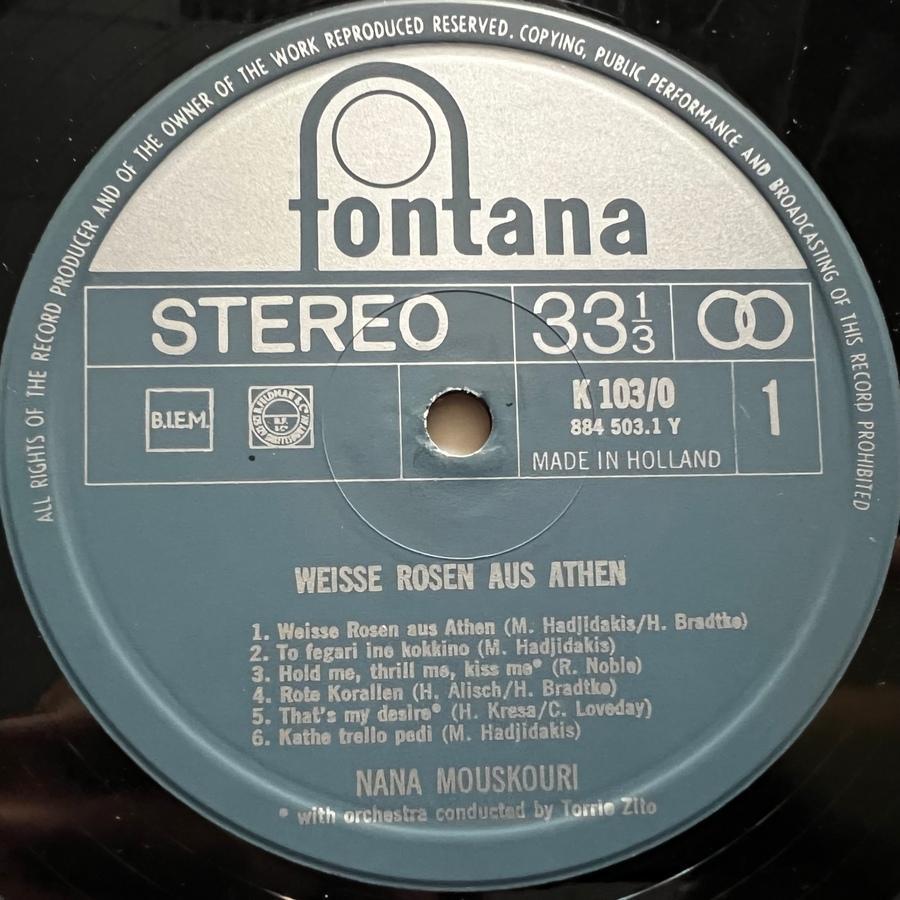 ALL RIGHTS OF THE RECORD PRODUCER AND OF THE OWNER OF THE WORK REPRODUCED RESERVED. COPYING, PUBLIC PERFORMANCE AND BROADCASTING OF THIS RECORD PROHIBITED
fontana
STEREO 33 1/3
B.I.E.M. K 103/0 1
884 503.1 Y
MADE IN HOLLAND
WEISSE ROSEN AUS ATHEN
1. Weisse Rosen aus Athen (M. Hadjidakis/H. Bradtke)
2. To fegari ine kokkino (M. Hadjidakis)
3. Hold me, thrill me, kiss me* (R. Noble)
4. Rote Korallen (H. Alisch/H. Bradtke)
5. That's my desire* (H. Kresa/C. Loveday)
6. Kathe trello pedi (M. Hadjidakis)
NANA MOUSKOURI
* with orchestra conducted by Torrie Zito